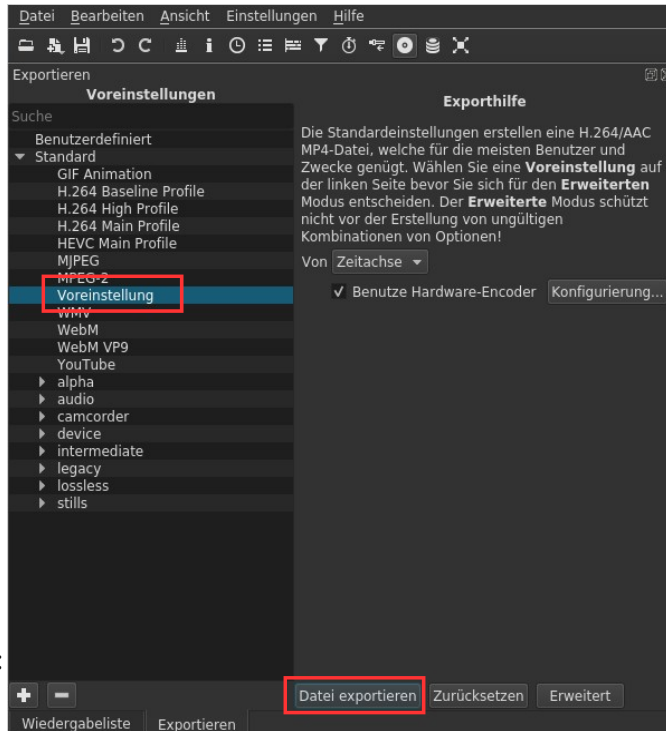 Datei Bearbeiten Ansicht Einstellungen Hilfe
Exportieren
Voreinstellungen
Suche
Benutzerdefiniert
Standard
GIF Animation
H.264 Baseline Profile
H.264 High Profile
H.264 Main Profile
HEVC Main Profile
MJPEG
MPEG-2
Voreinstellung
WMV
WebM
WebM VP9
YouTube
alpha
audio
camcorder
device
intermediate
legacy
lossless
stills
Exporthilfe
Die Standardeinstellungen erstellen eine H.264/AAC
MP4-Datei, welche für die meisten Benutzer und
Zwecke genügt. Wählen Sie eine Voreinstellung auf
der linken Seite bevor Sie sich für den Erweiterten
Modus entscheiden. Der Erweiterte Modus schützt
nicht vor der Erstellung von ungültigen
Kombinationen von Optionen!
Von Zeitachse
Benutze Hardware-Encoder Konfigurierung...
Datei exportieren Zurücksetzen Erweitert
Wiedergabeliste Exportieren